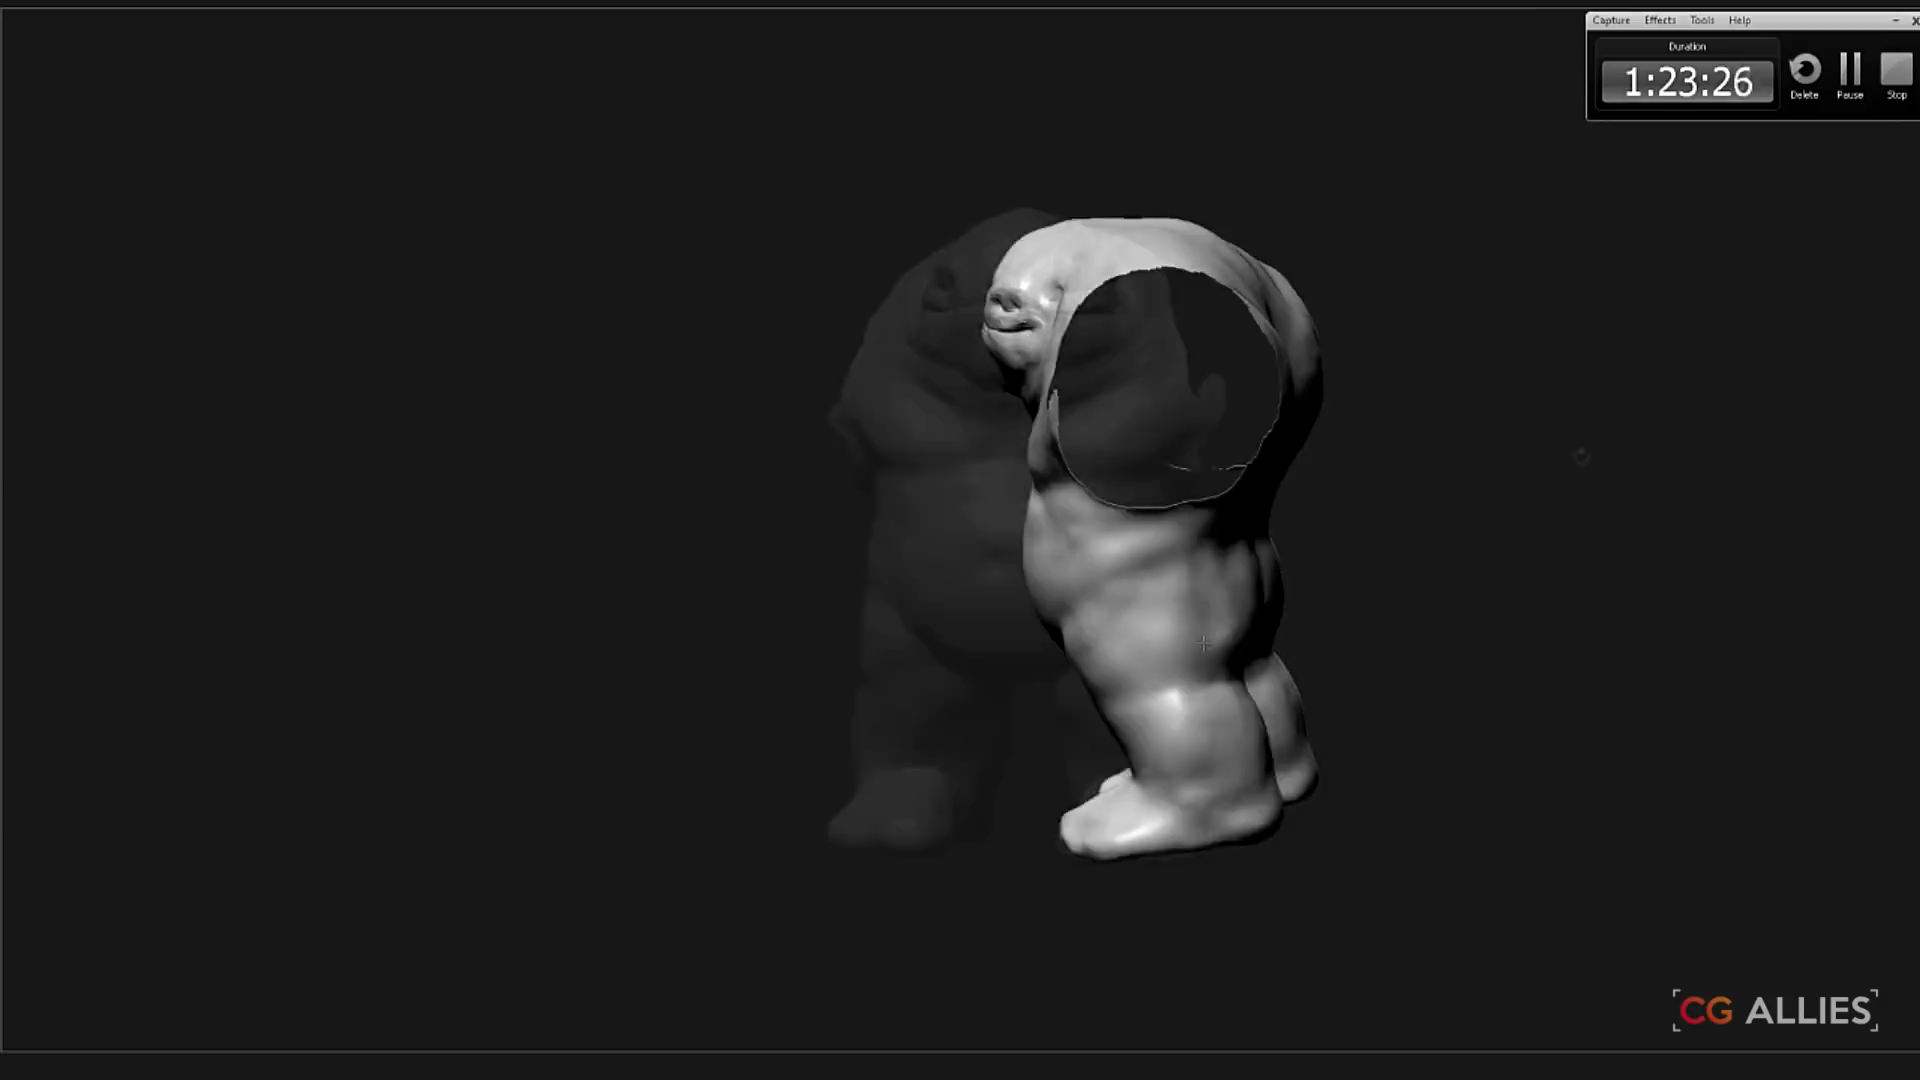 Capture Effects Tools Help
Duration
1:23:26
Delete Pause Stop
CG ALLIES